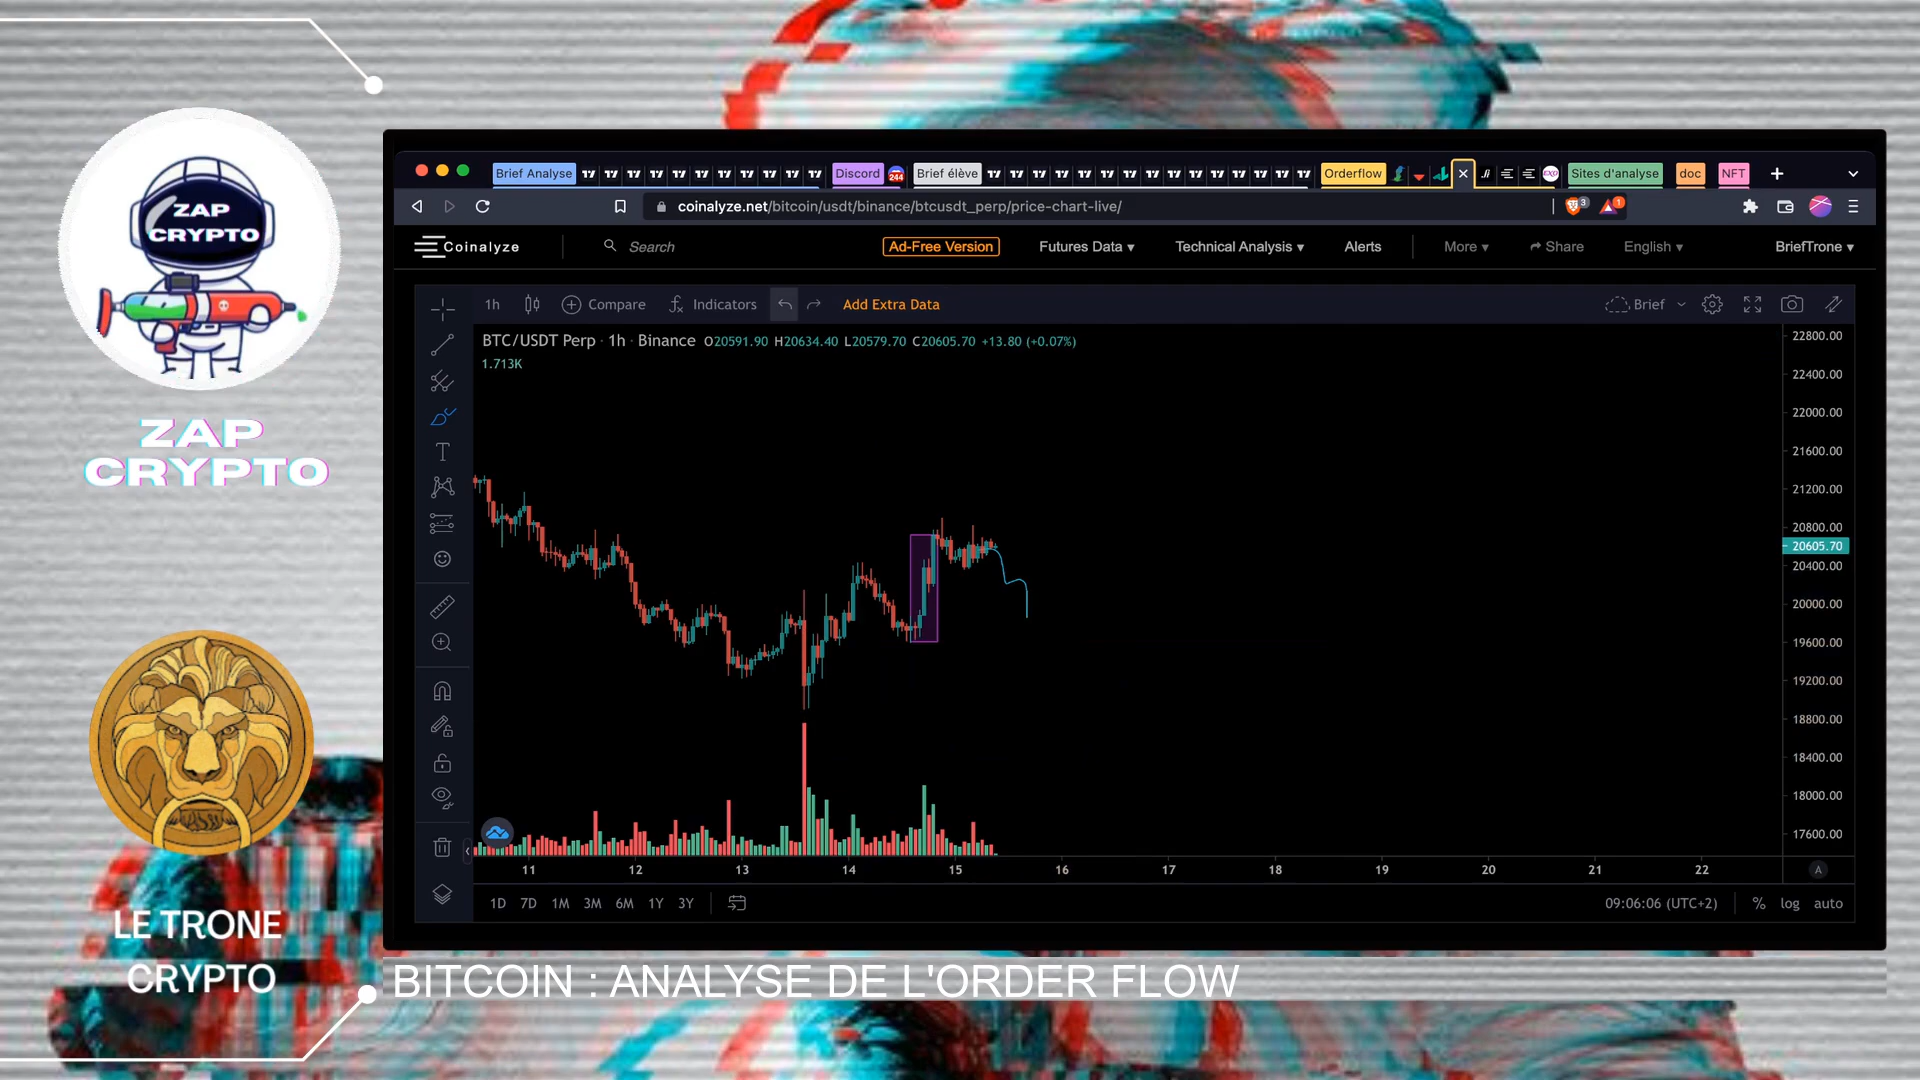 ZAP
CRYPTO
ZAP
CRYPTO
LE TRONE
CRYPTO
Brief Analyse
Discord
244
Brief élève
Orderflow
Sites d'analyse
doc
NFT
coinalyze.net/bitcoin/usdt/binance/btcusdt_perp/price-chart-live/
3
1
Coinalyze
Search
Ad-Free Version
Futures Data
Technical Analysis
Alerts
More
Share
English
BriefTrone
1h
Compare
Indicators
Add Extra Data
Brief
BTC/USDT Perp · 1h · Binance O20591.90 H20634.40 L20579.70 C20605.70 +13.80 (+0.07%)
1.713K
22800.00
22400.00
22000.00
21600.00
21200.00
20800.00
20605.70
20400.00
20000.00
19600.00
19200.00
18800.00
18400.00
18000.00
17600.00
11 12 13 14 15 16 17 18 19 20 21 22
A
1D 7D 1M 3M 6M 1Y 3Y
09:06:06 (UTC+2)
% log auto
BITCOIN : ANALYSE DE L'ORDER FLOW